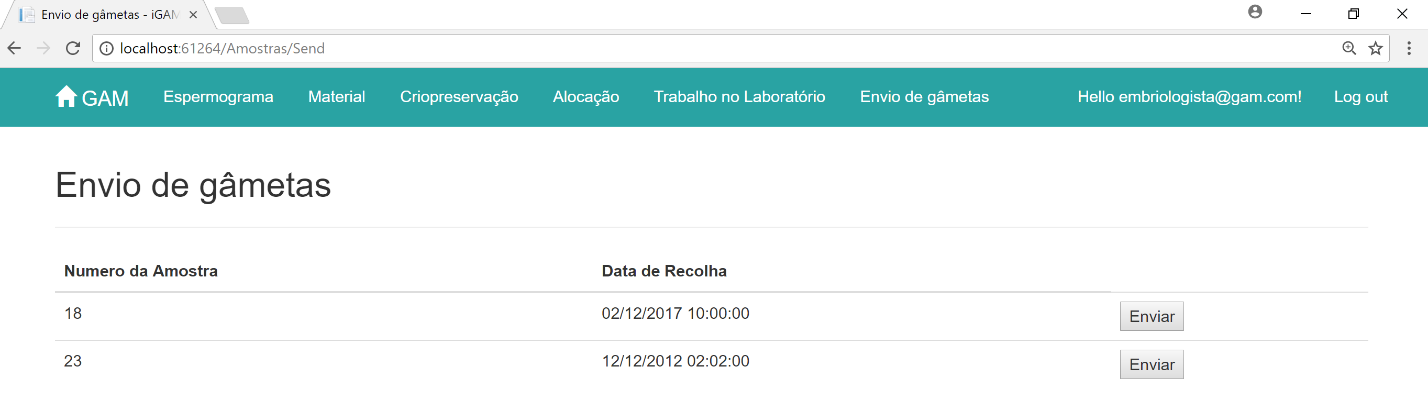 Envio de gâmetas - iGAM
localhost:61264/Amostras/Send
GAM Espermograma Material Criopreservação Alocação Trabalho no Laboratório Envio de gâmetas Hello embriologista@gam.com! Log out
Envio de gâmetas
Numero da Amostra Data de Recolha
18 02/12/2017 10:00:00 Enviar
23 12/12/2012 02:02:00 Enviar